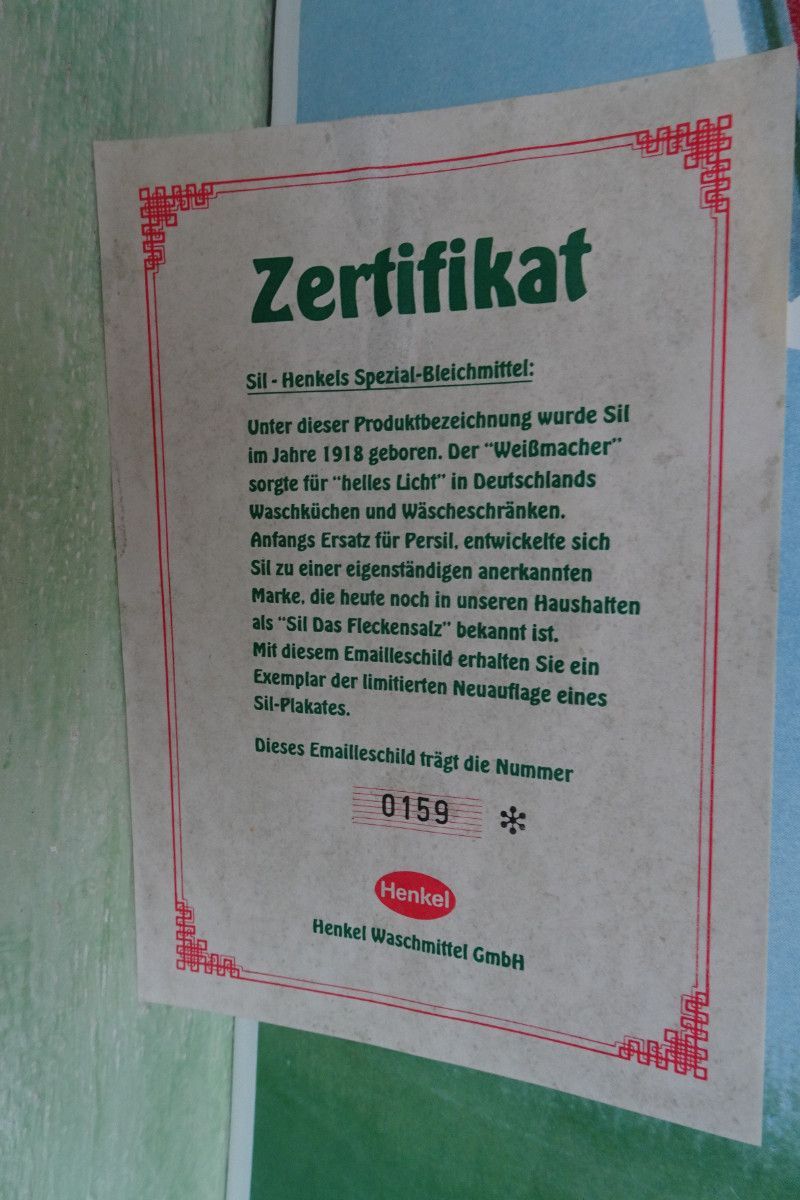 Zertifikat
Sil - Henkels Spezial-Bleichmittel:
Unter dieser Produktbezeichnung wurde Sil
im Jahre 1918 geboren. Der "Weißmacher"
sorgte für "helles Licht" in Deutschlands
Waschküchen und Wäscheschränken.
Anfangs Ersatz für Persil, entwickelte sich
Sil zu einer eigenständigen anerkannten
Marke, die heute noch in unseren Haushalten
als "Sil Das Fleckensalz" bekannt ist.
Mit diesem Emailleschild erhalten Sie ein
Exemplar der limitierten Neuauflage eines
Sil-Plakates.
Dieses Emailleschild trägt die Nummer
0159
Henkel
Henkel Waschmittel GmbH